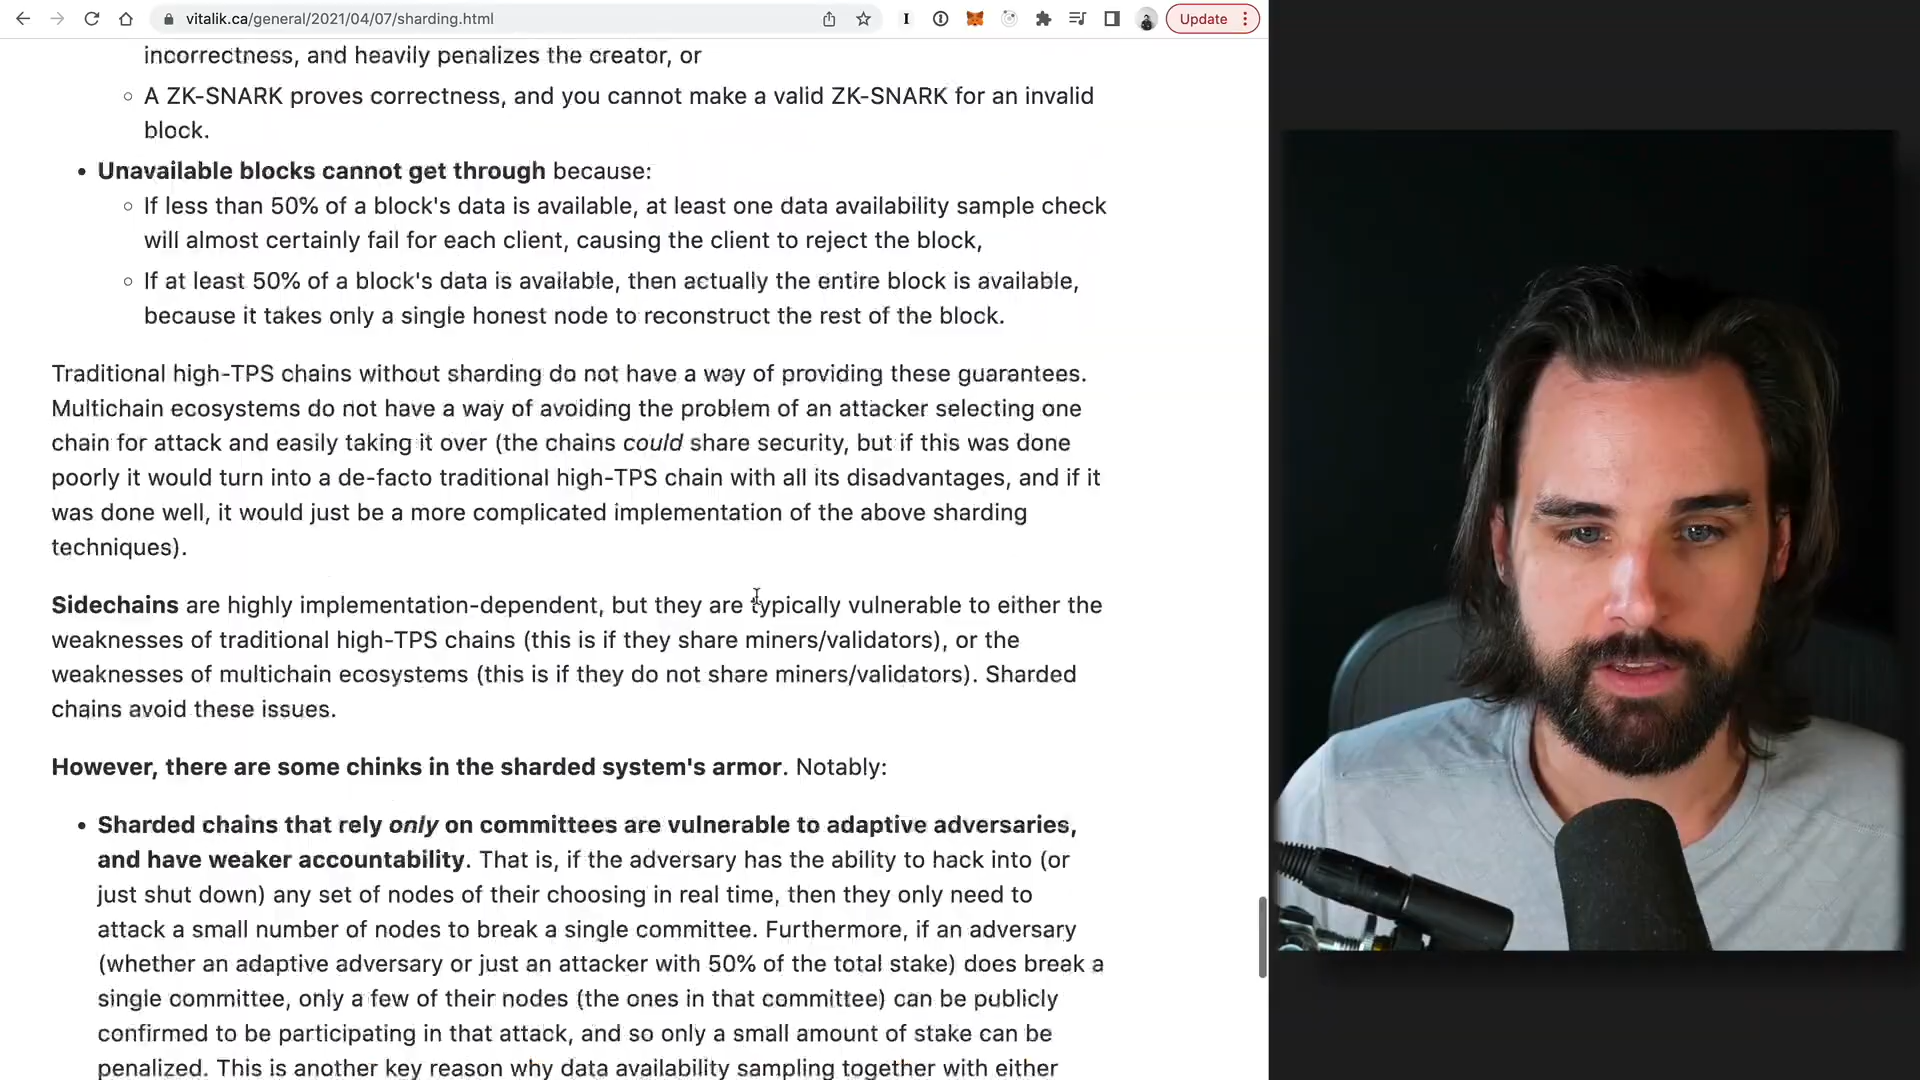 vitalik.ca/general/2021/04/07/sharding.html
Update
incorrectness, and heavily penalizes the creator, or
A ZK-SNARK proves correctness, and you cannot make a valid ZK-SNARK for an invalid
block.
Unavailable blocks cannot get through because:
If less than 50% of a block's data is available, at least one data availability sample check
will almost certainly fail for each client, causing the client to reject the block,
If at least 50% of a block's data is available, then actually the entire block is available,
because it takes only a single honest node to reconstruct the rest of the block.
Traditional high-TPS chains without sharding do not have a way of providing these guarantees.
Multichain ecosystems do not have a way of avoiding the problem of an attacker selecting one
chain for attack and easily taking it over (the chains could share security, but if this was done
poorly it would turn into a de-facto traditional high-TPS chain with all its disadvantages, and if it
was done well, it would just be a more complicated implementation of the above sharding
techniques).
Sidechains are highly implementation-dependent, but they are typically vulnerable to either the
weaknesses of traditional high-TPS chains (this is if they share miners/validators), or the
weaknesses of multichain ecosystems (this is if they do not share miners/validators). Sharded
chains avoid these issues.
However, there are some chinks in the sharded system's armor. Notably:
Sharded chains that rely only on committees are vulnerable to adaptive adversaries,
and have weaker accountability. That is, if the adversary has the ability to hack into (or
just shut down) any set of nodes of their choosing in real time, then they only need to
attack a small number of nodes to break a single committee. Furthermore, if an adversary
(whether an adaptive adversary or just an attacker with 50% of the total stake) does break a
single committee, only a few of their nodes (the ones in that committee) can be publicly
confirmed to be participating in that attack, and so only a small amount of stake can be
penalized. This is another key reason why data availability sampling together with either